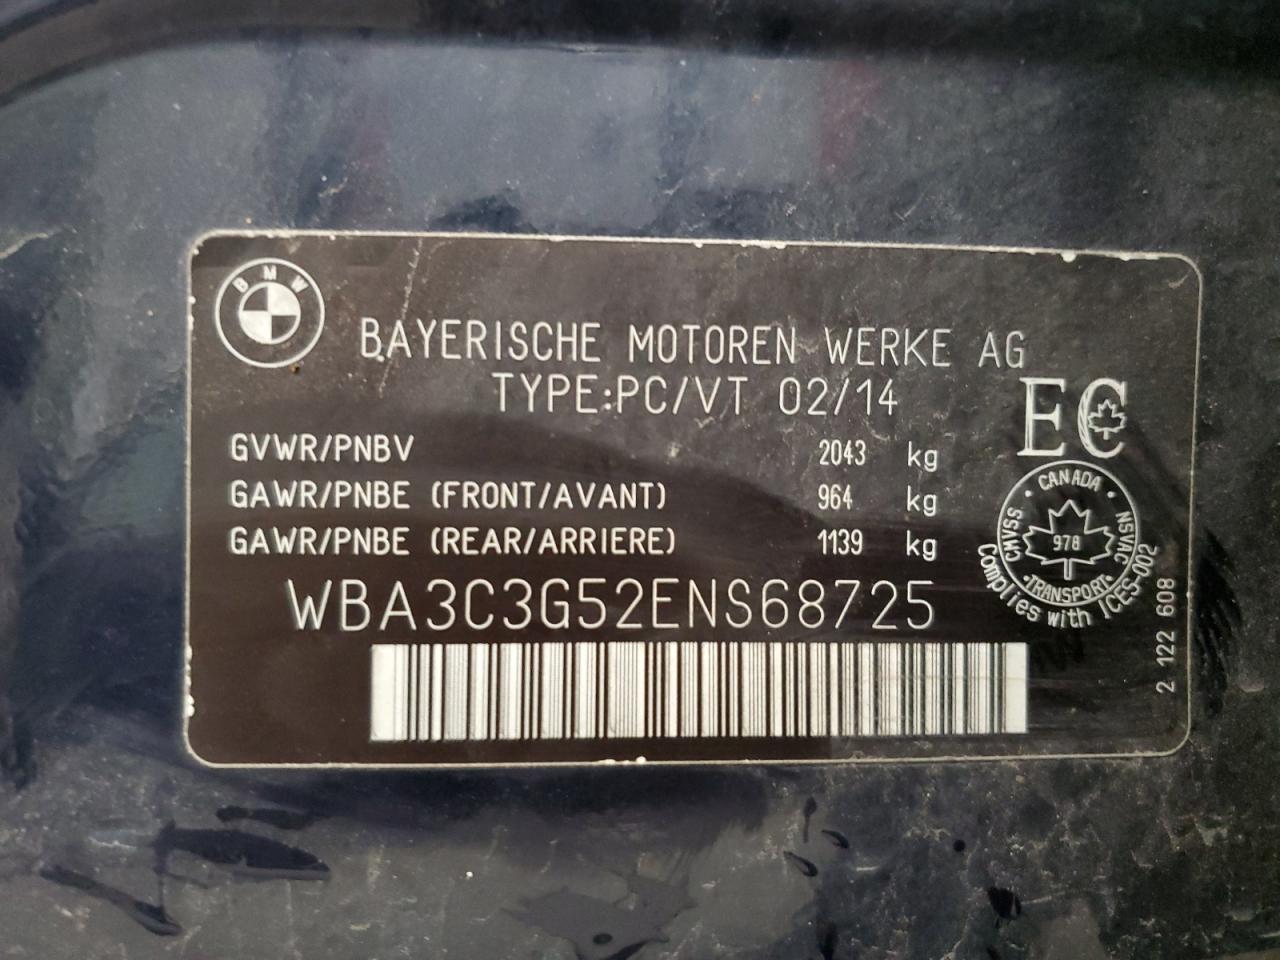 BMW
BAYERISCHE MOTOREN WERKE AG
TYPE:PC/VT 02/14
EC
GVWR/PNBV 2043 kg
GAWR/PNBE (FRONT/AVANT) 964 kg
GAWR/PNBE (REAR/ARRIERE) 1139 kg
WBA3C3G52ENS68725
CANADA
CMVSS
978
NSVAC
TRANSPORT
Complies with ICES-002
2 122 608